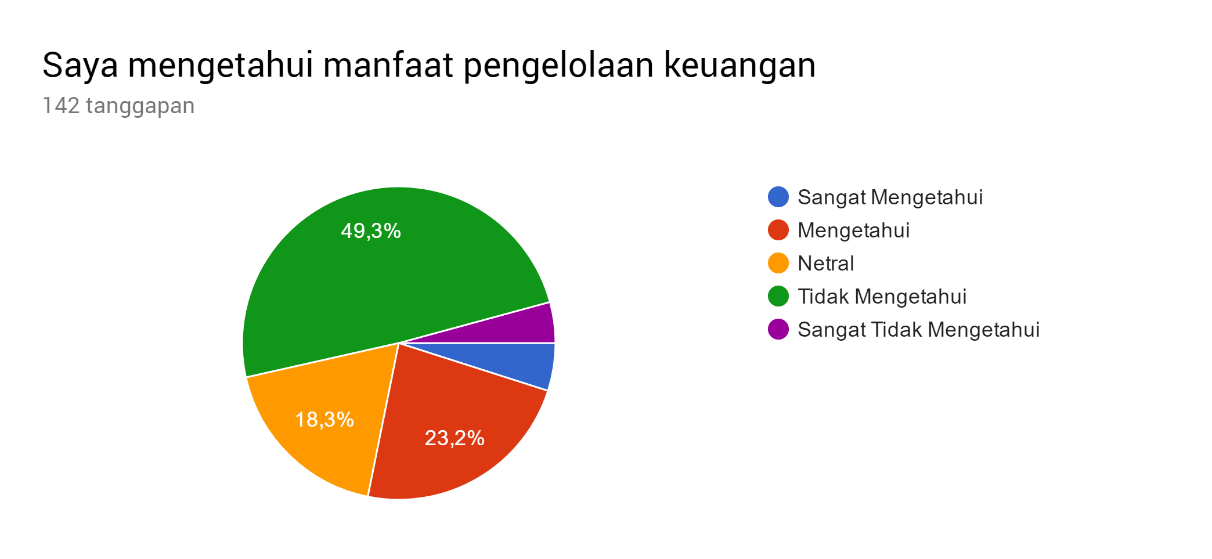 Saya mengetahui manfaat pengelolaan keuangan
142 tanggapan
49,3%
18,3%
23,2%
Sangat Mengetahui
Mengetahui
Netral
Tidak Mengetahui
Sangat Tidak Mengetahui